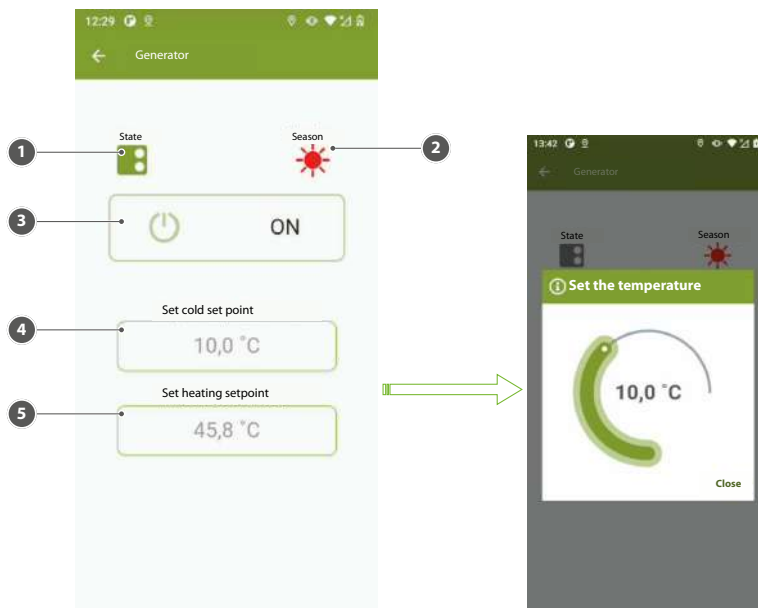 12:29
Generator
State
Season
1
2
3
ON
Set cold set point
4
10,0 °C
Set heating setpoint
5
45,8 °C
13:42
Generator
State
Season
Set the temperature
10,0 °C
Close